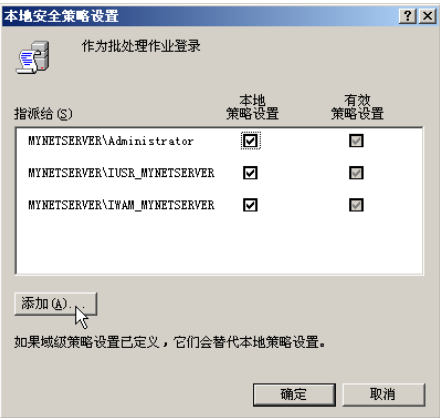 本地安全策略设置
作为批处理作业登录
指派给(S)
本地
策略设置
有效
策略设置
MYNETSERVER\Administrator
MYNETSERVER\IUSR_MYNETSERVER
MYNETSERVER\IWAM_MYNETSERVER
添加(A)...
如果域级策略设置已定义，它们会替代本地策略设置。
确定
取消